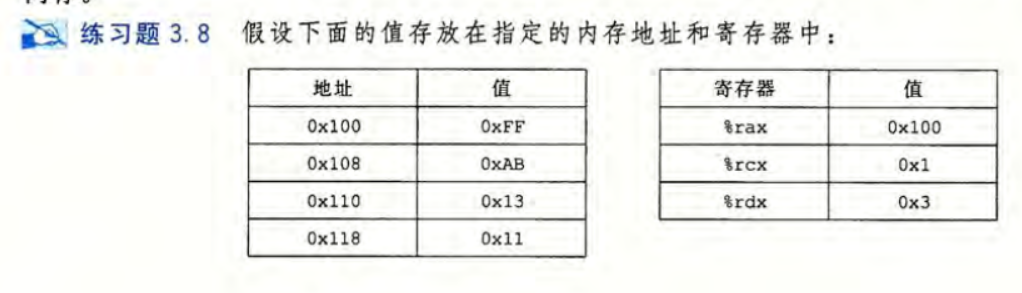 练习题 3.8 假设下面的值存放在指定的内存地址和寄存器中：
地址 值
0x100 0xFF
0x108 0xAB
0x110 0x13
0x118 0x11
寄存器 值
%rax 0x100
%rcx 0x1
%rdx 0x3